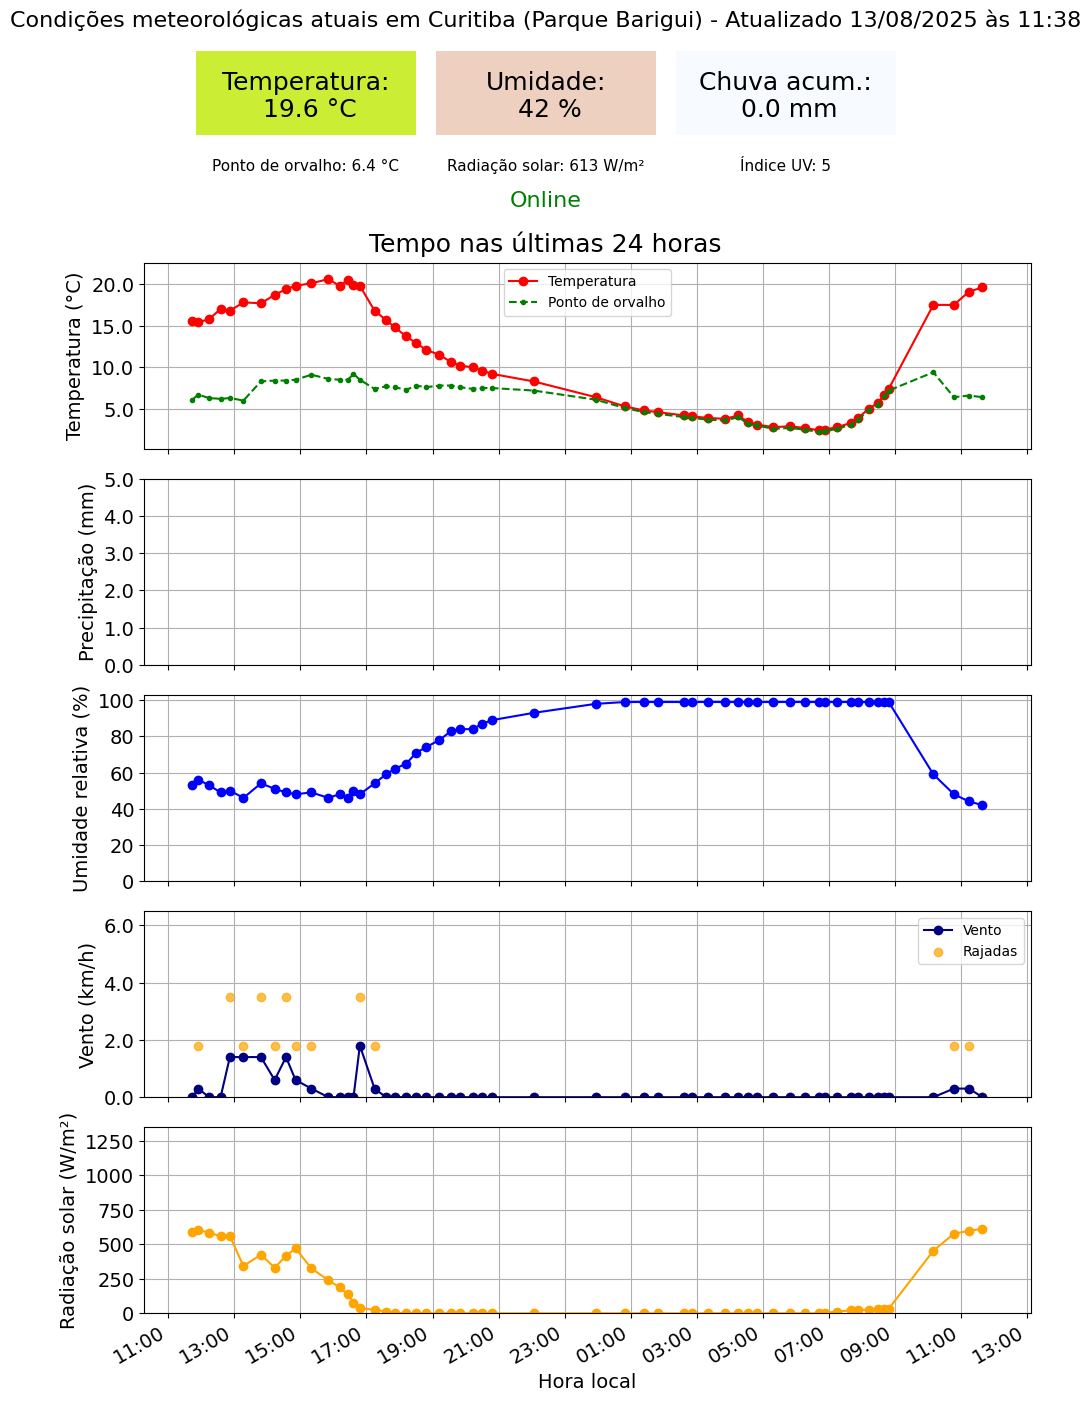 Condições meteorológicas atuais em Curitiba (Parque Barigui) - Atualizado 13/08/2025 às 11:38
Temperatura:
19.6 °C
Umidade:
42 %
Chuva acum.:
0.0 mm
Ponto de orvalho: 6.4 °C
Radiação solar: 613 W/m²
Índice UV: 5
Online
Tempo nas últimas 24 horas
Temperatura (°C)
20.0
15.0
10.0
5.0
Temperatura
Ponto de orvalho
Precipitação (mm)
5.0
4.0
3.0
2.0
1.0
0.0
Umidade relativa (%)
100
80
60
40
20
0
Vento (km/h)
6.0
4.0
2.0
0.0
Vento
Rajadas
Radiação solar (W/m²)
1250
1000
750
500
250
0
11:00 13:00 15:00 17:00 19:00 21:00 23:00 01:00 03:00 05:00 07:00 09:00 11:00 13:00
Hora local